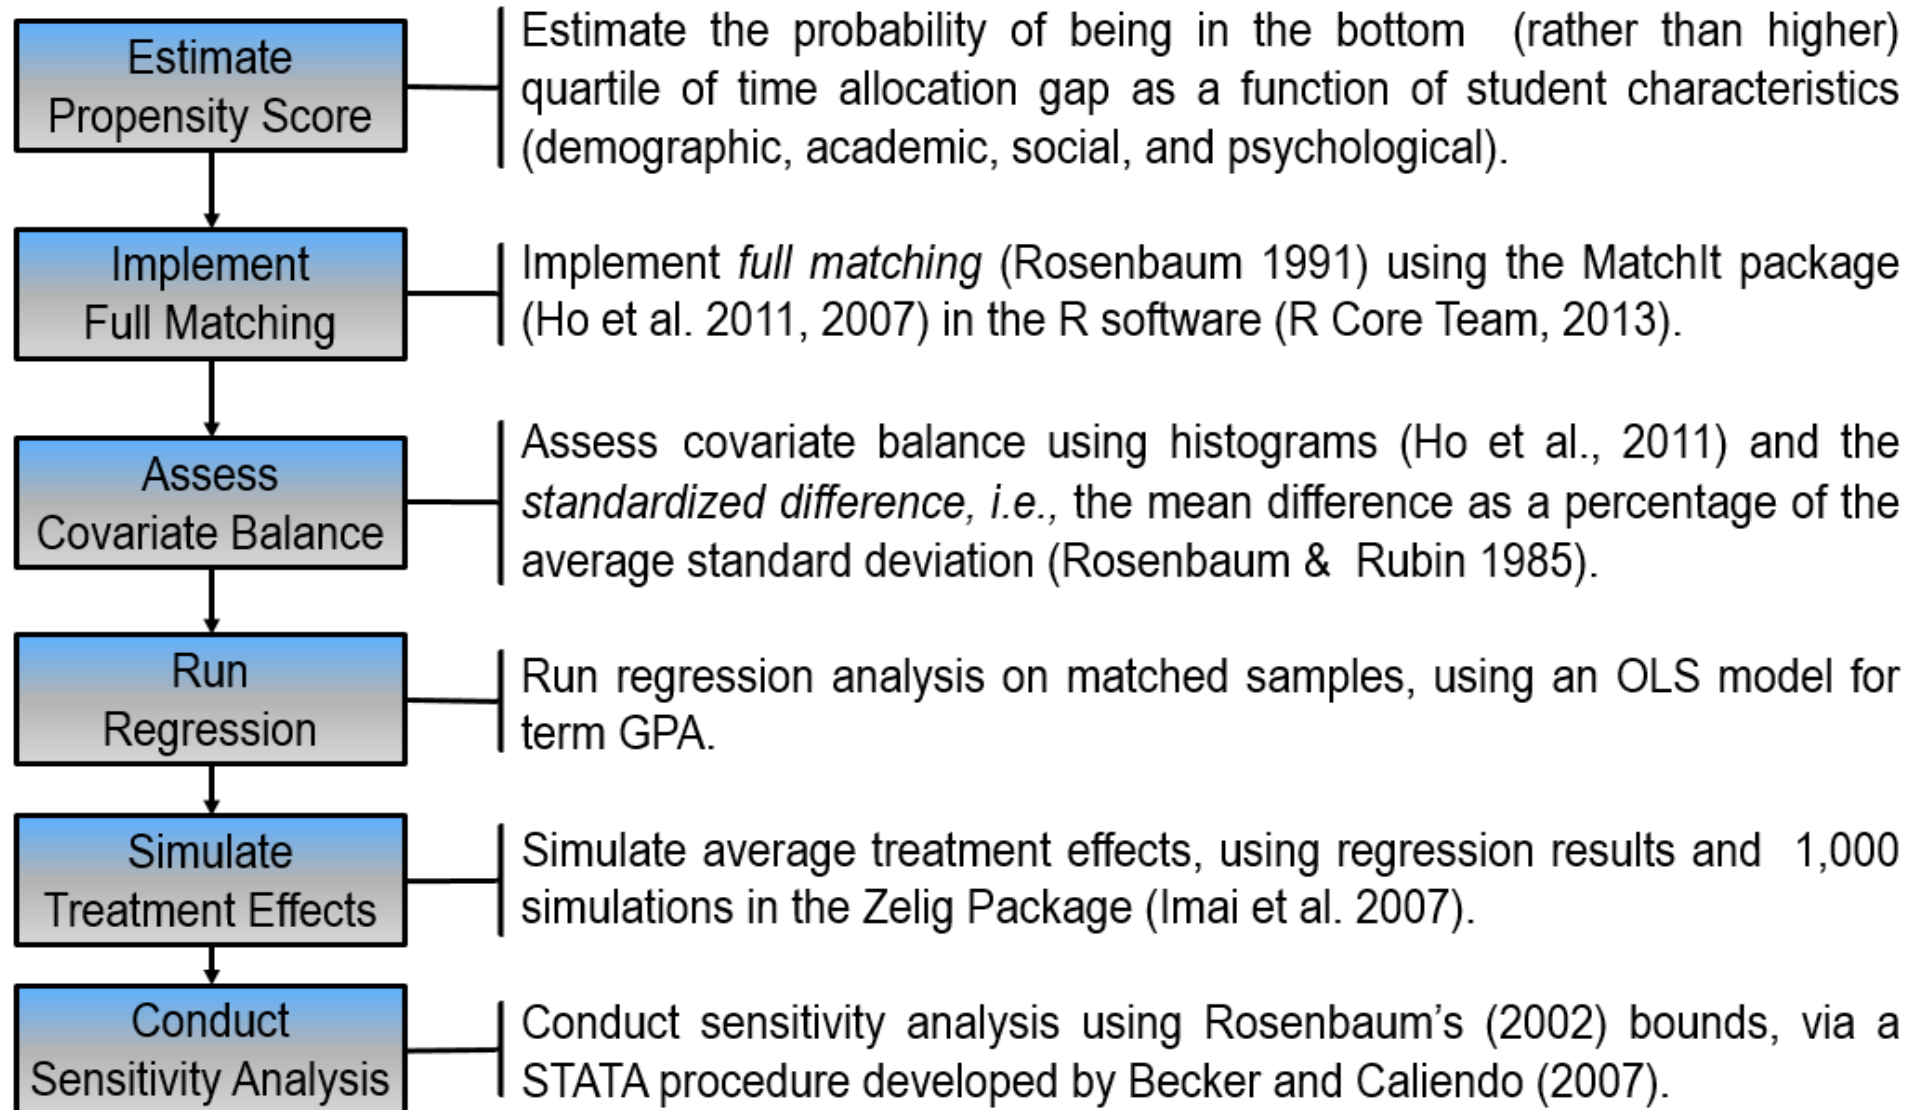 Estimate
Propensity Score
Estimate the probability of being in the bottom (rather than higher)
quartile of time allocation gap as a function of student characteristics
(demographic, academic, social, and psychological).
Implement
Full Matching
Implement full matching (Rosenbaum 1991) using the MatchIt package
(Ho et al. 2011, 2007) in the R software (R Core Team, 2013).
Assess
Covariate Balance
Assess covariate balance using histograms (Ho et al., 2011) and the
standardized difference, i.e., the mean difference as a percentage of the
average standard deviation (Rosenbaum & Rubin 1985).
Run
Regression
Run regression analysis on matched samples, using an OLS model for
term GPA.
Simulate
Treatment Effects
Simulate average treatment effects, using regression results and 1,000
simulations in the Zelig Package (Imai et al. 2007).
Conduct
Sensitivity Analysis
Conduct sensitivity analysis using Rosenbaum’s (2002) bounds, via a
STATA procedure developed by Becker and Caliendo (2007).